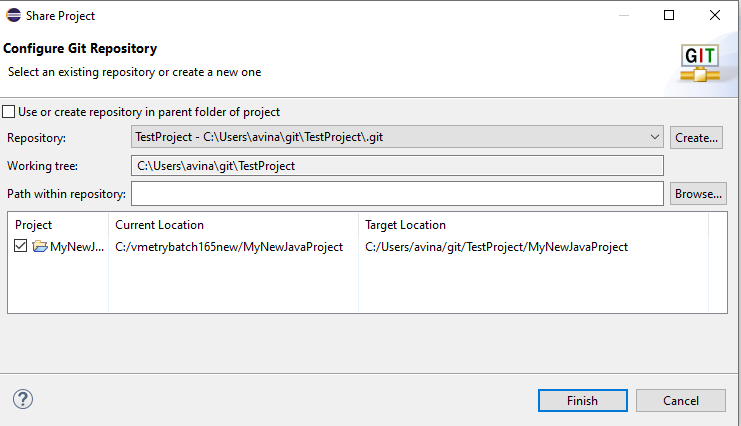 Share Project
Configure Git Repository
Select an existing repository or create a new one
GIT
Use or create repository in parent folder of project
Repository: TestProject - C:\Users\avina\git\TestProject\.git Create...
Working tree: C:\Users\avina\git\TestProject
Path within repository: Browse...
Project Current Location Target Location
MyNewJ... C:/vmetrybatch165new/MyNewJavaProject C:/Users/avina/git/TestProject/MyNewJavaProject
? Finish Cancel